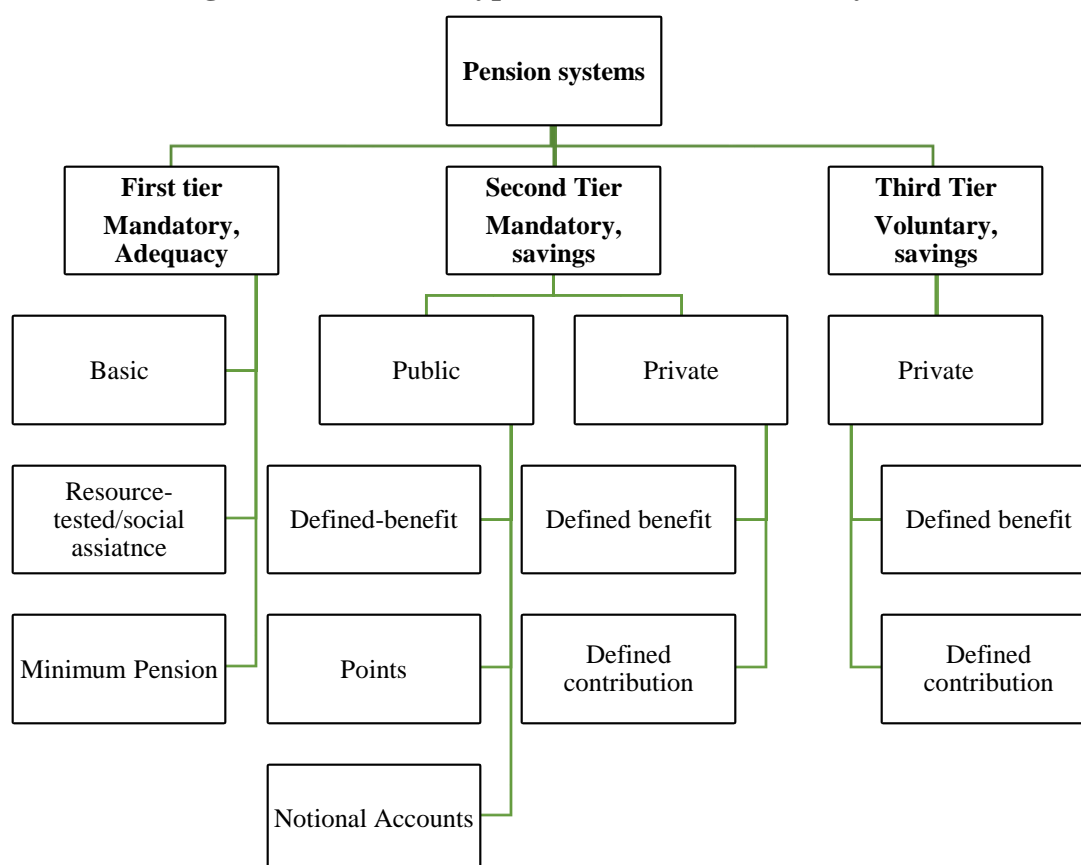 Pension systems
First tier
Mandatory,
Adequacy
Second Tier
Mandatory,
savings
Third Tier
Voluntary,
savings
Basic
Public
Private
Private
Resource-
tested/social
assiatnce
Defined-benefit
Defined benefit
Defined benefit
Minimum Pension
Points
Defined
contribution
Defined
contribution
Notional Accounts